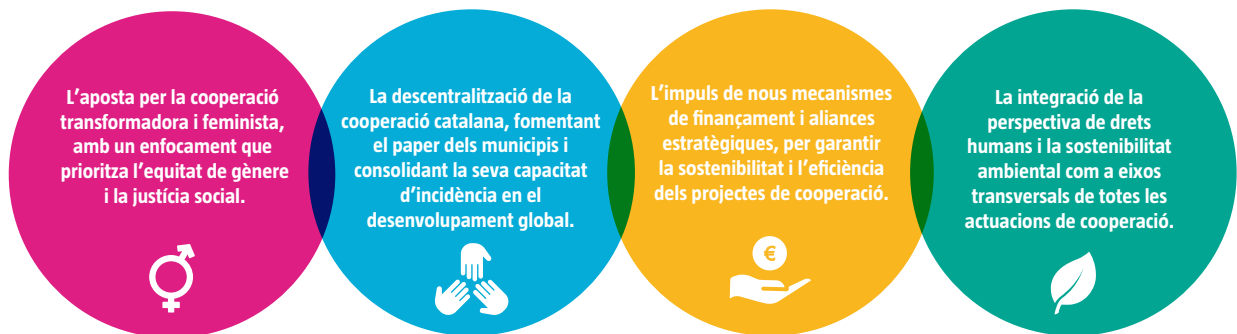 L'aposta per la cooperació
transformadora i feminista,
amb un enfocament que
prioritza l'equitat de gènere
i la justícia social.
La descentralització de la
cooperació catalana, fomentant
el paper dels municipis i
consolidant la seva capacitat
d'incidència en el
desenvolupament global.
L'impuls de nous mecanismes
de finançament i aliances
estratègiques, per garantir
la sostenibilitat i l'eficiència
dels projectes de cooperació.
€
La integració de la
perspectiva de drets
humans i la sostenibilitat
ambiental com a eixos
transversals de totes les
actuacions de cooperació.